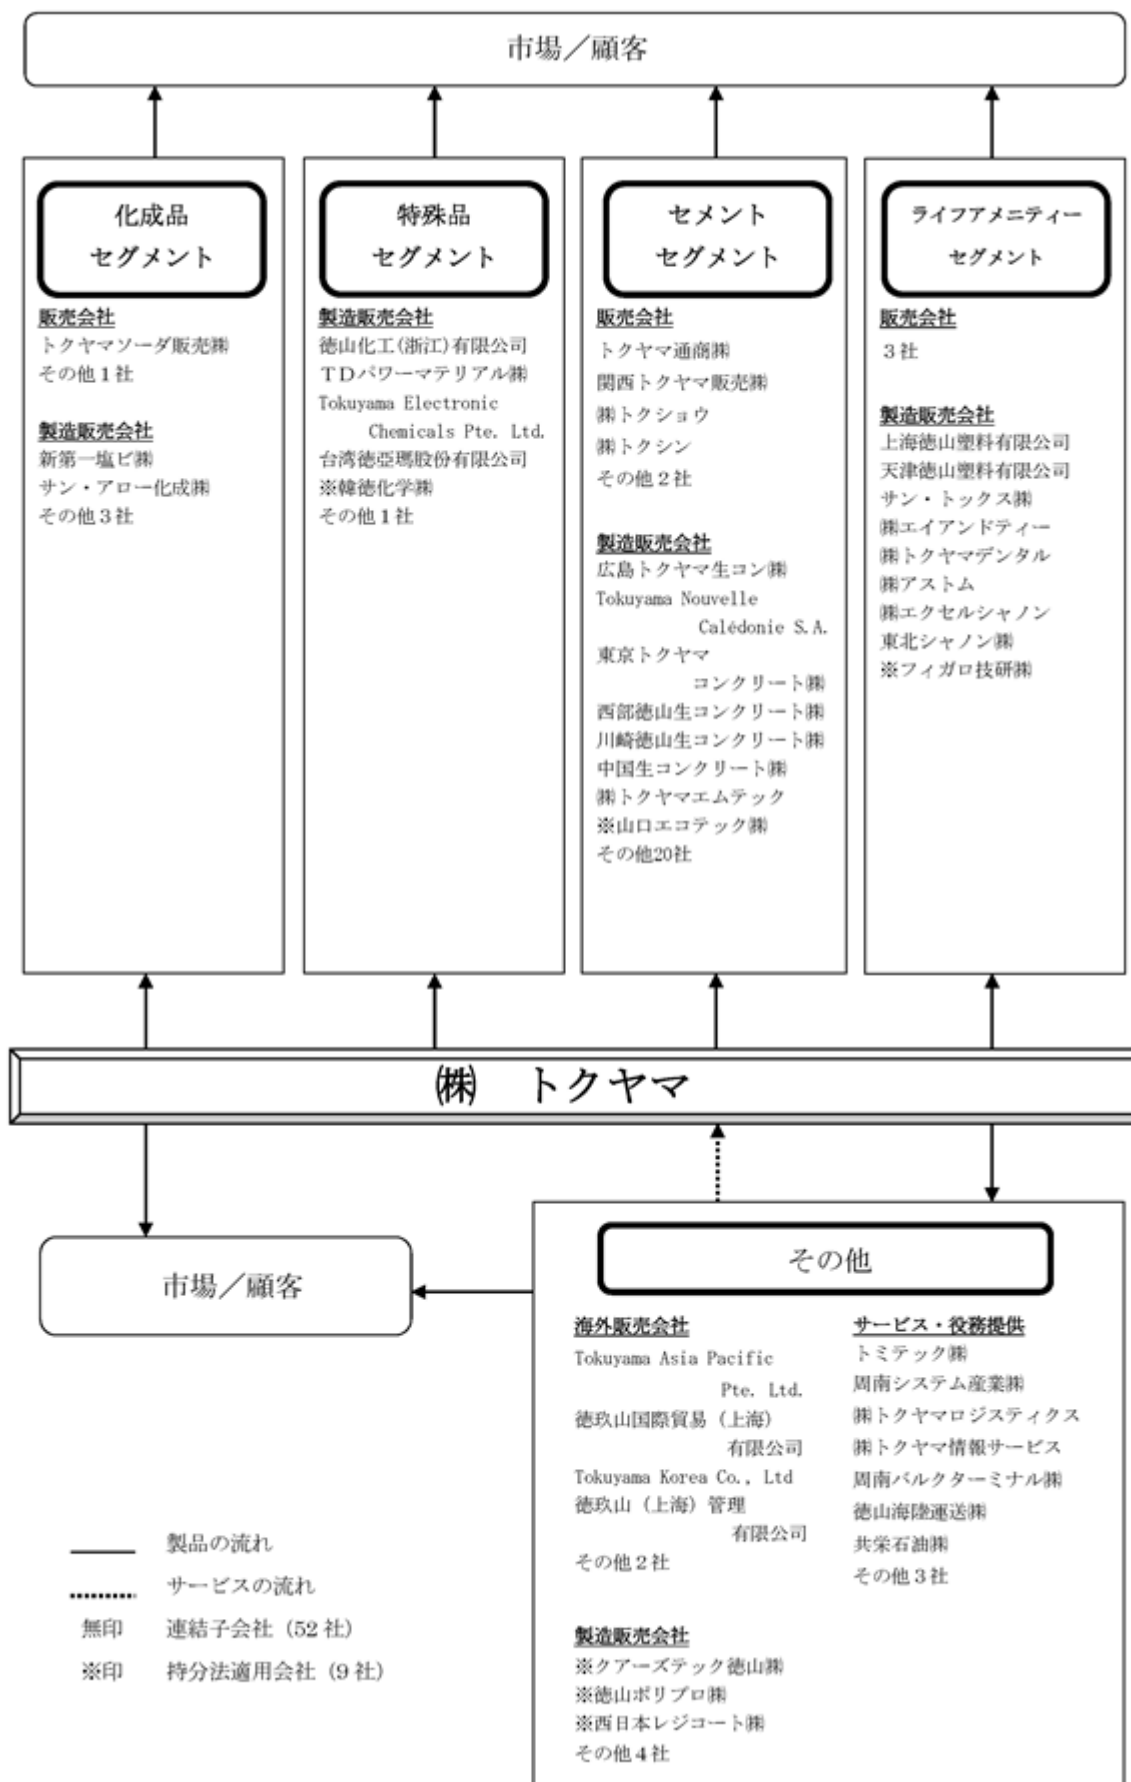 市場／顧客
化成品
セグメント
販売会社
トクヤマソーダ販売㈱
その他１社
製造販売会社
新第一塩ビ㈱
サン・アロー化成㈱
その他３社
特殊品
セグメント
製造販売会社
徳山化工(浙江)有限公司
ＴＤパワーマテリアル㈱
Tokuyama Electronic
Chemicals Pte. Ltd.
台湾徳亞瑪股份有限公司
※韓徳化学㈱
その他１社
セメント
セグメント
販売会社
トクヤマ通商㈱
関西トクヤマ販売㈱
㈱トクショウ
㈱トクシン
その他２社
製造販売会社
広島トクヤマ生コン㈱
Tokuyama Nouvelle
Calédonie S.A.
東京トクヤマ
コンクリート㈱
西部徳山生コンクリート㈱
川崎徳山生コンクリート㈱
中国生コンクリート㈱
㈱トクヤマエムテック
※山口エコテック㈱
その他20社
ライフアメニティー
セグメント
販売会社
３社
製造販売会社
上海徳山塑料有限公司
天津徳山塑料有限公司
サン・トックス㈱
㈱エイアンドティー
㈱トクヤマデンタル
㈱アストム
㈱エクセルシャノン
東北シャノン㈱
※フィガロ技研㈱
㈱　トクヤマ
市場／顧客
その他
海外販売会社
Tokuyama Asia Pacific
Pte. Ltd.
徳玖山国際貿易（上海）
有限公司
Tokuyama Korea Co., Ltd
徳玖山（上海）管理
有限公司
その他２社
製造販売会社
※クアーズテック徳山㈱
※徳山ポリプロ㈱
※西日本レジコート㈱
その他４社
サービス・役務提供
トミテック㈱
周南システム産業㈱
㈱トクヤマロジスティクス
㈱トクヤマ情報サービス
周南バルクターミナル㈱
徳山海陸運送㈱
共栄石油㈱
その他３社
製品の流れ
サービスの流れ
無印　連結子会社（52 社）
※印　持分法適用会社（9 社）